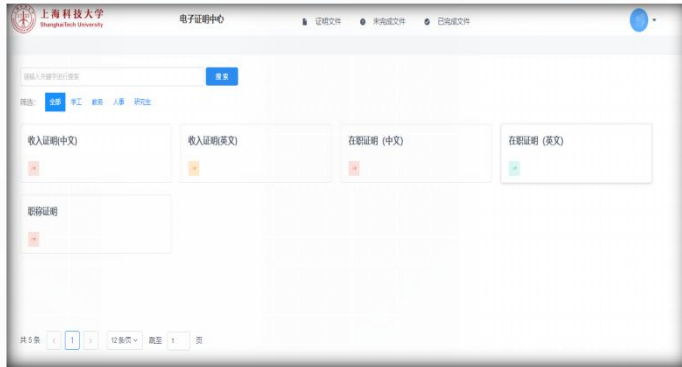 上海科技大学
ShanghaiTech University
电子证明中心
证明文件 未完成文件 已完成文件
请输入关键字进行搜索 搜索
筛选: 全部 学工 教务 人事 研究生
收入证明(中文) 收入证明(英文) 在职证明 (中文) 在职证明 (英文)
职称证明
共 5 条 < 1 > 12 条/页 跳至 1 页